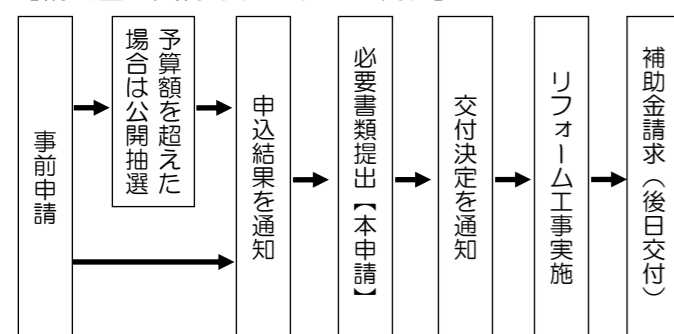 事前申請
予算額を超えた
場合は公開抽選
申込結果を通知
必要書類提出【本申請】
交付決定を通知
リフォーム工事実施
補助金請求（後日交付）